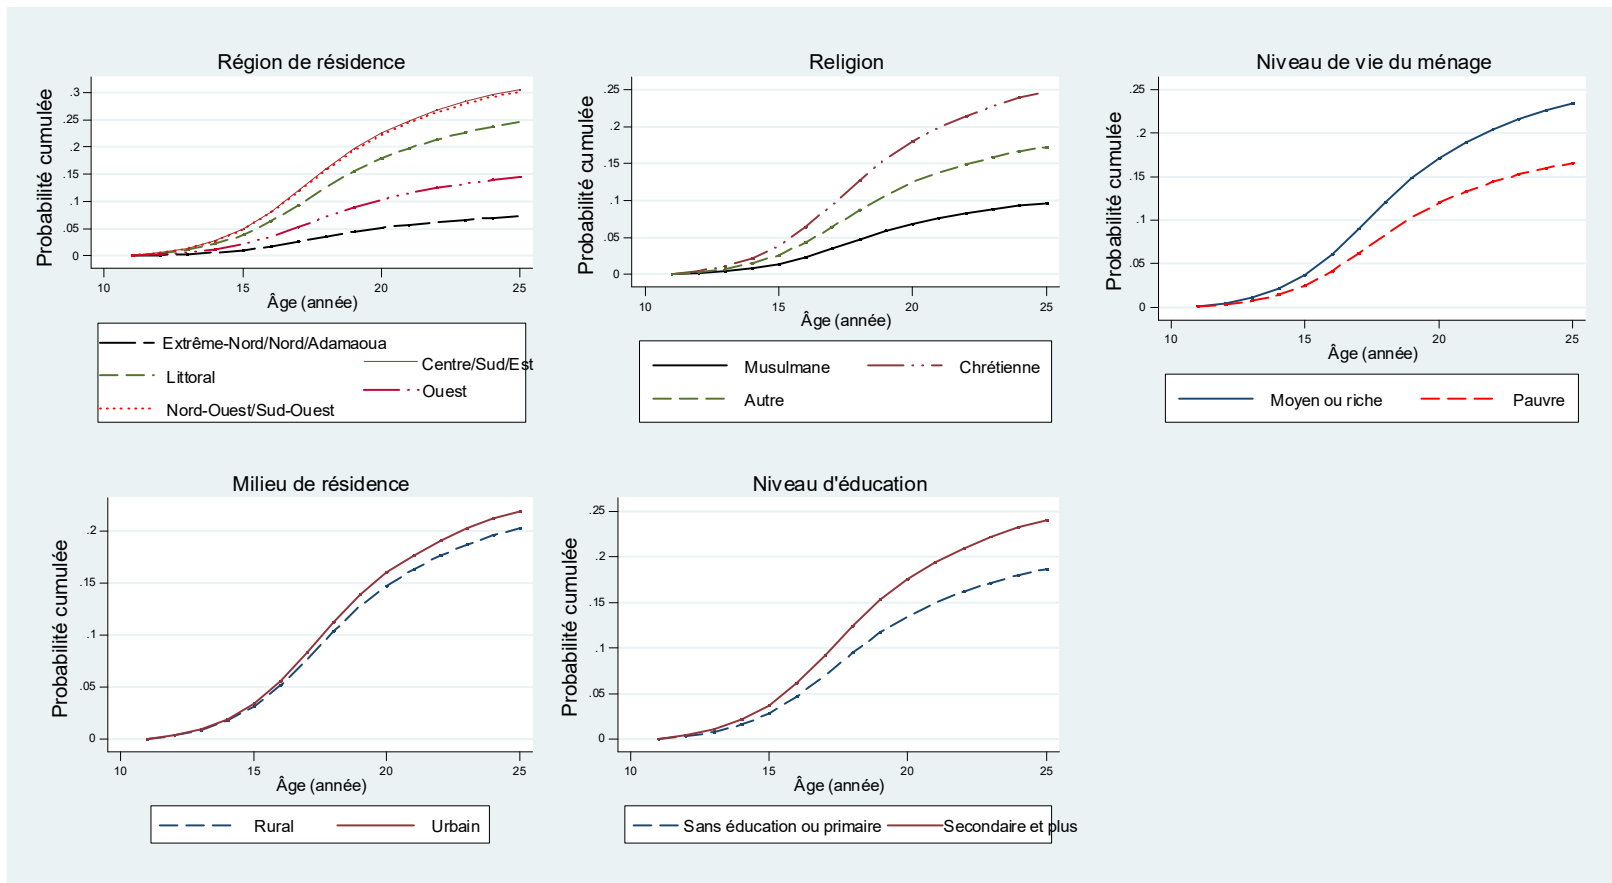 Région de résidence
Probabilité cumulée
.3
.25
.2
.15
.1
.05
0
10 15 20 25
Âge (année)
Extrême-Nord/Nord/Adamaoua
Centre/Sud/Est
Littoral
Ouest
Nord-Ouest/Sud-Ouest
Religion
Probabilité cumulée
.25
.2
.15
.1
.05
0
10 15 20 25
Âge (année)
Musulmane Chrétienne
Autre
Niveau de vie du ménage
Probabilité cumulée
.25
.2
.15
.1
.05
0
10 15 20 25
Âge (année)
Moyen ou riche Pauvre
Milieu de résidence
Probabilité cumulée
.2
.15
.1
.05
0
10 15 20 25
Âge (année)
Rural Urbain
Niveau d'éducation
Probabilité cumulée
.25
.2
.15
.1
.05
0
10 15 20 25
Âge (année)
Sans éducation ou primaire Secondaire et plus